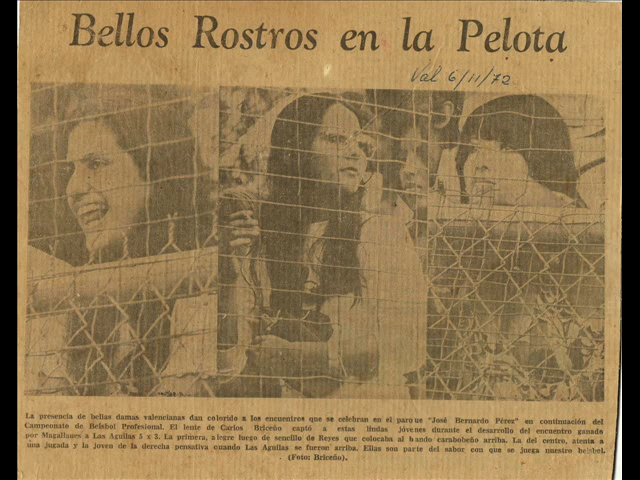 Bellos Rostros en la Pelota
Val 6/11/72
La presencia de bellas damas valencianas dan colorido a los encuentros que se celebran en el parque "José Bernardo Pérez" en continuación del
Campeonato de Beisbol Profesional. El lente de Carlos Briceño captó a estas lindas jóvenes durante el desarrollo del encuentro ganada
por Magallanes a Las Aguilas 5 x 3. La primera, alegre luego de sencillo de Reyes que colocaba al bando carabobeño arriba. La del centro, atenta a
una jugada y la joven de la derecha pensativa cuando Las Aguilas se fueron arriba. Ellas son parte del sabor con que se juega nuestro beisbol.
(Foto: Briceño).